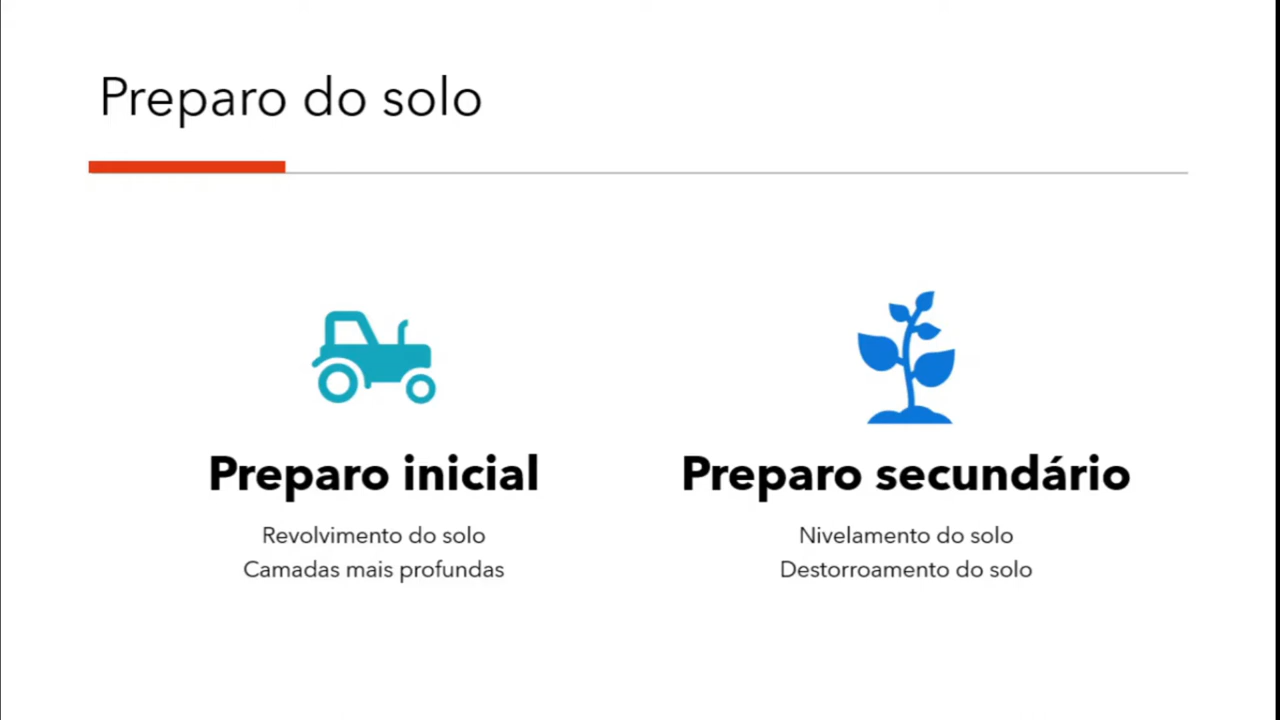 Preparo do solo
Preparo inicial
Revolvimento do solo
Camadas mais profundas
Preparo secundário
Nivelamento do solo
Destorroamento do solo